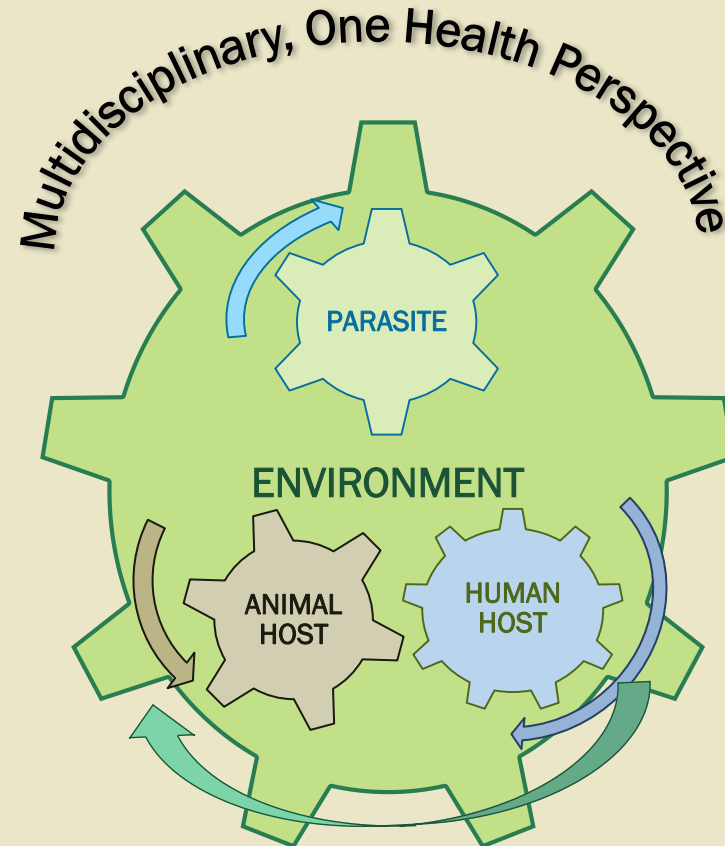 Multidisciplinary, One Health Perspective
PARASITE
ENVIRONMENT
ANIMAL
HOST
HUMAN
HOST